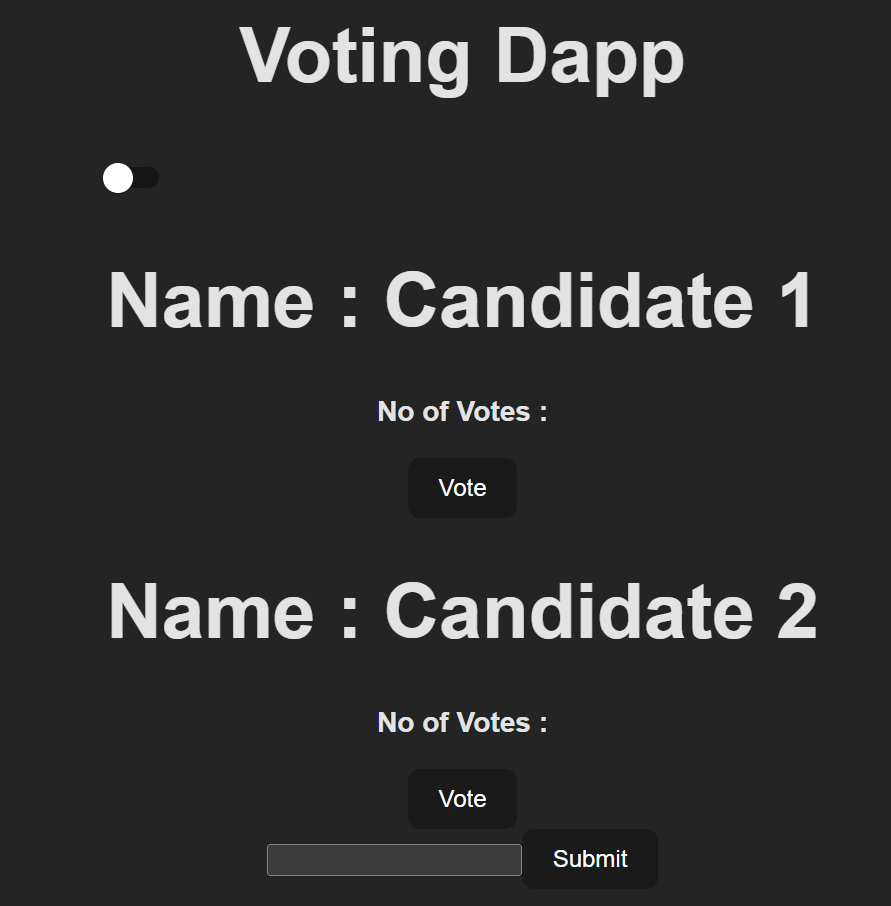 Voting Dapp
Name : Candidate 1
No of Votes :
Vote
Name : Candidate 2
No of Votes :
Vote
Submit